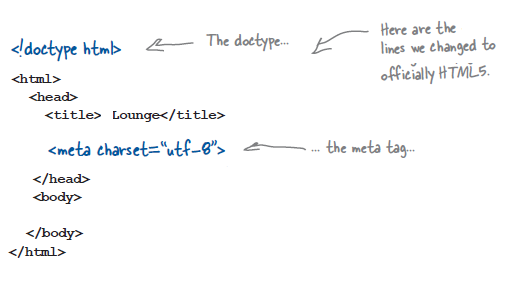 Here are the
lines we changed to
officially HTML5.
<!doctype html>
The doctype...
<html>
<head>
<title> Lounge</title>
<meta charset="utf-8">
... the meta tag...
</head>
<body>
</body>
</html>